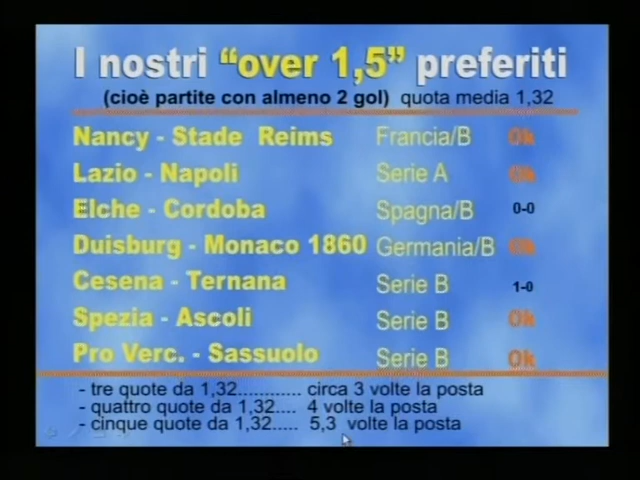 I nostri “over 1,5” preferiti
(cioè partite con almeno 2 gol) quota media 1,32
Nancy - Stade Reims Francia/B Ok
Lazio - Napoli Serie A Ok
Elche - Cordoba Spagna/B 0-0
Duisburg - Monaco 1860 Germania/B Ok
Cesena - Ternana Serie B 1-0
Spezia - Ascoli Serie B Ok
Pro Verc. - Sassuolo Serie B Ok
- tre quote da 1,32............ circa 3 volte la posta
- quattro quote da 1,32.... 4 volte la posta
- cinque quote da 1,32..... 5,3 volte la posta